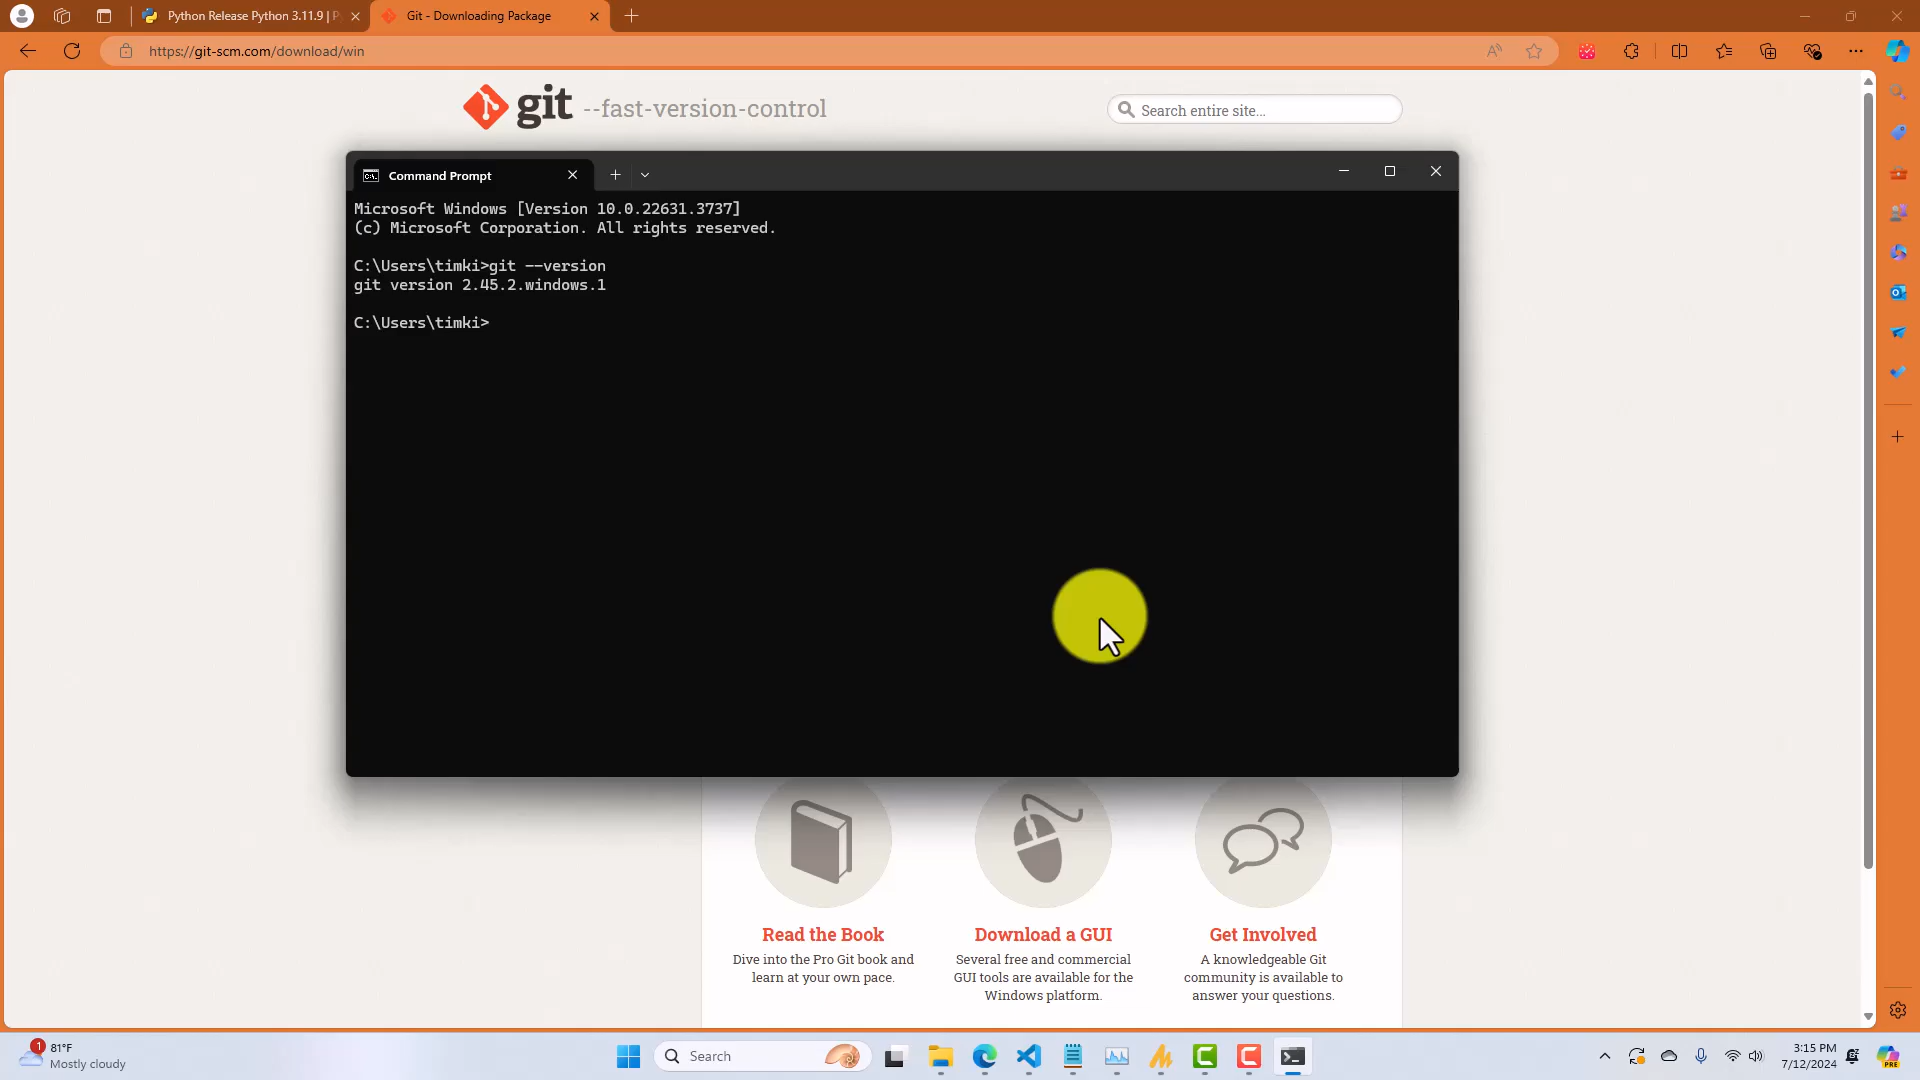 Python Release Python 3.11.9 | P
Git - Downloading Package
https://git-scm.com/download/win
git --fast-version-control
Search entire site...
Command Prompt
Microsoft Windows [Version 10.0.22631.3737]
(c) Microsoft Corporation. All rights reserved.
C:\Users\timki>git --version
git version 2.45.2.windows.1
C:\Users\timki>
Read the Book
Dive into the Pro Git book and
learn at your own pace.
Download a GUI
Several free and commercial
GUI tools are available for the
Windows platform.
Get Involved
A knowledgeable Git
community is available to
answer your questions.
1
81°F
Mostly cloudy
Search
3:15 PM
7/12/2024
PRE